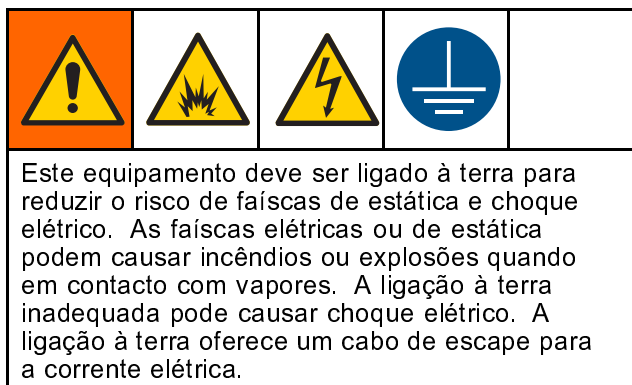 Este equipamento deve ser ligado à terra para
reduzir o risco de faíscas de estática e choque
elétrico. As faíscas elétricas ou de estática
podem causar incêndios ou explosões quando
em contacto com vapores. A ligação à terra
inadequada pode causar choque elétrico. A
ligação à terra oferece um cabo de escape para
a corrente elétrica.